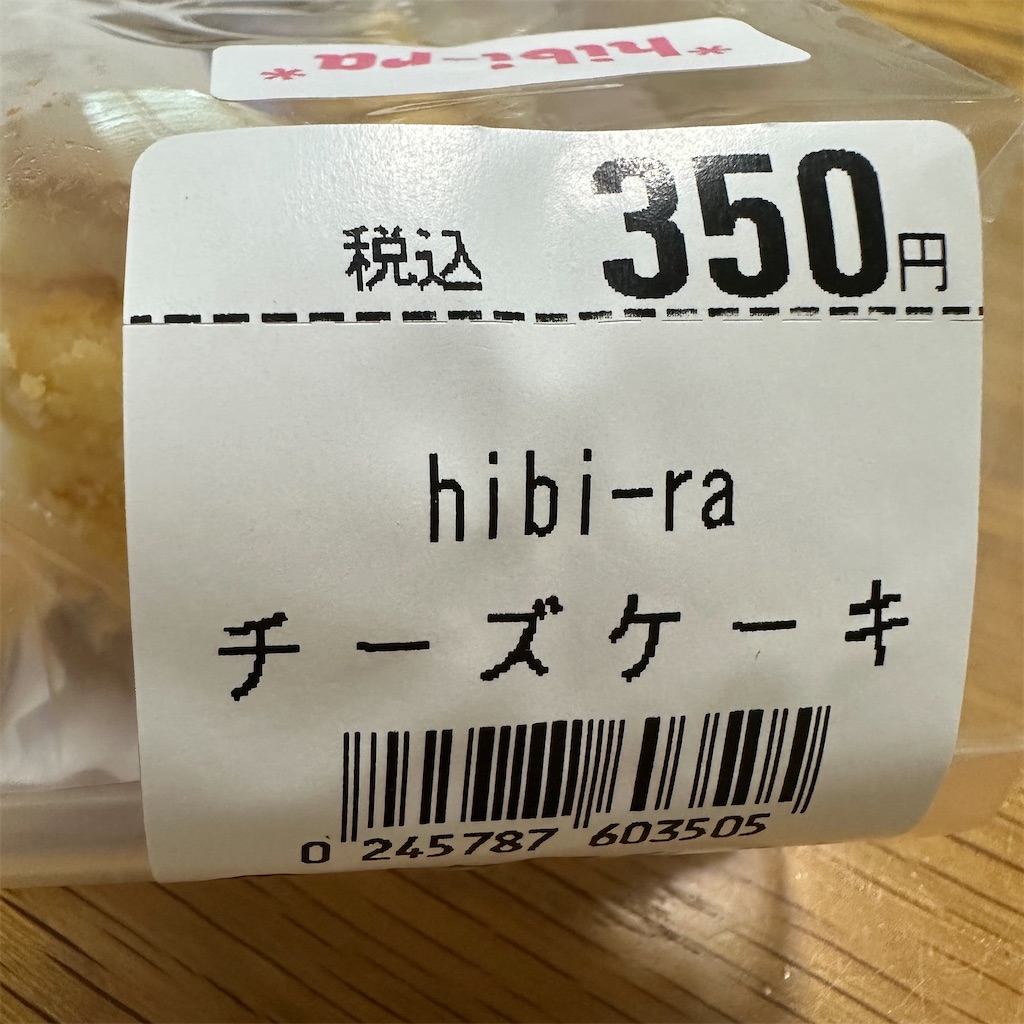 *hibi-ra*
税込 350円
hibi-ra
チーズケーキ
0 245787 603505